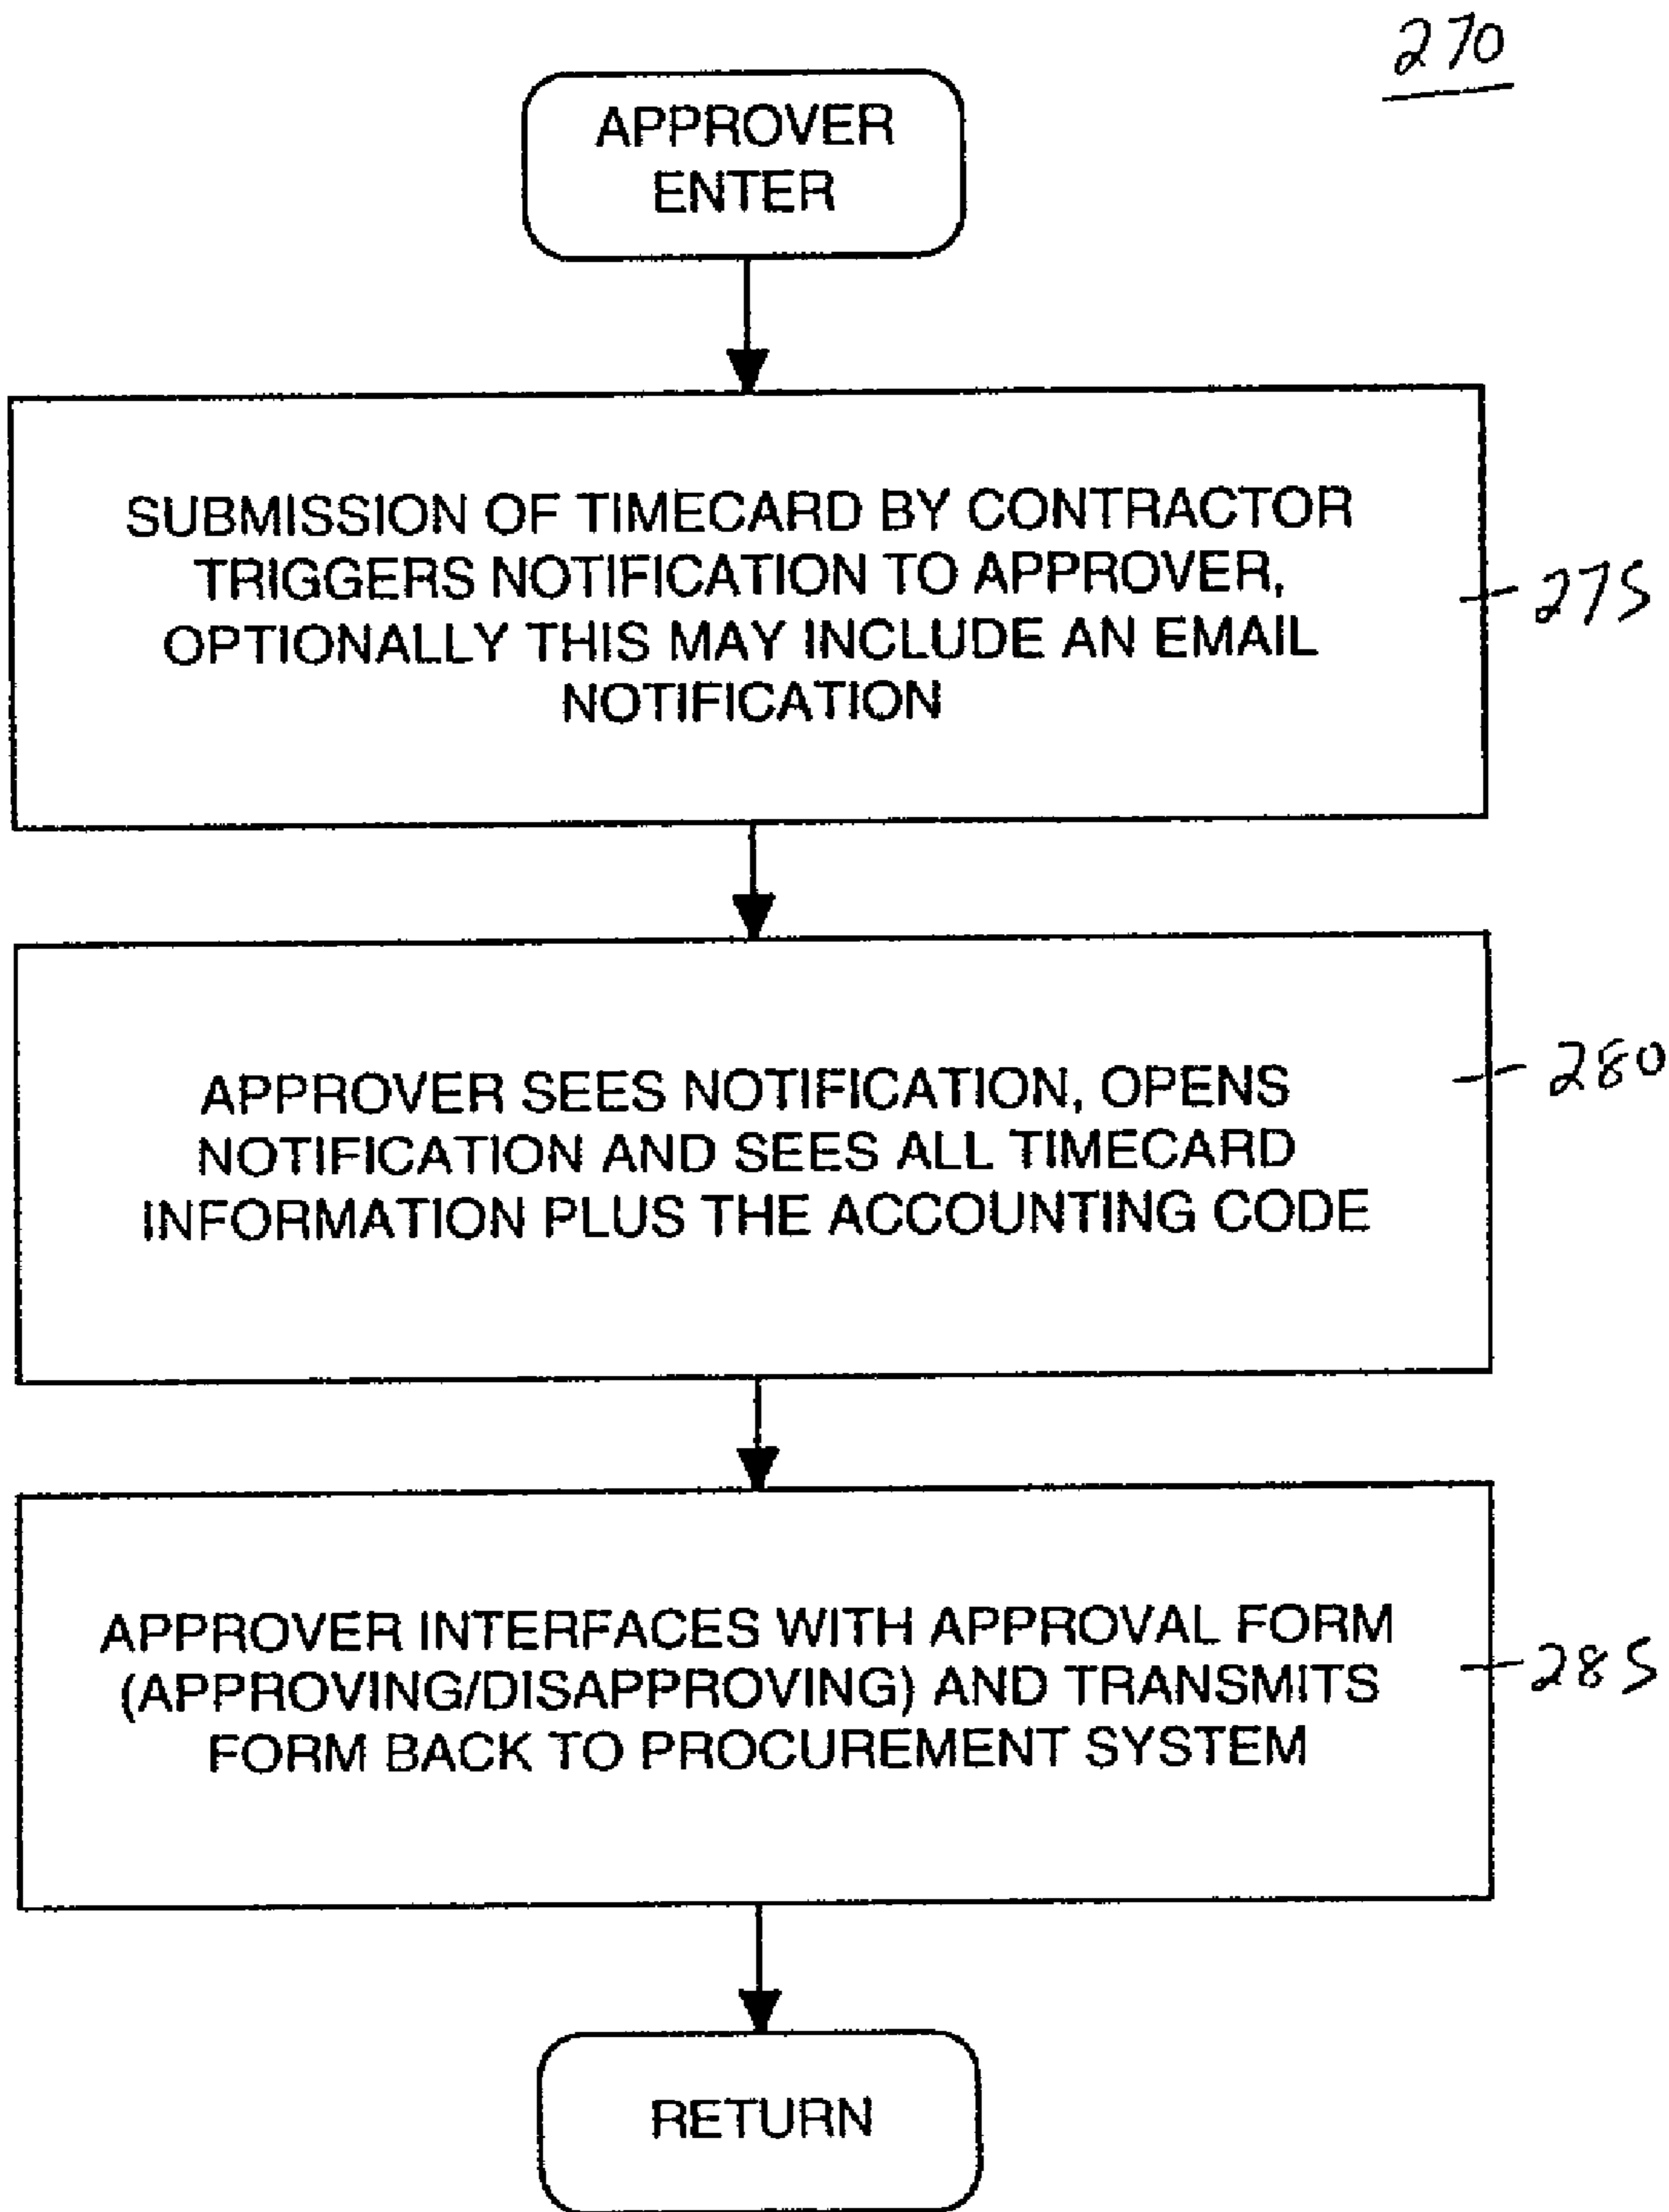 270
APPROVER
ENTER
SUBMISSION OF TIMECARD BY CONTRACTOR
TRIGGERS NOTIFICATION TO APPROVER,
OPTIONALLY THIS MAY INCLUDE AN EMAIL
NOTIFICATION
275
APPROVER SEES NOTIFICATION, OPENS
NOTIFICATION AND SEES ALL TIMECARD
INFORMATION PLUS THE ACCOUNTING CODE
280
APPROVER INTERFACES WITH APPROVAL FORM
(APPROVING/DISAPPROVING) AND TRANSMITS
FORM BACK TO PROCUREMENT SYSTEM
285
RETURN